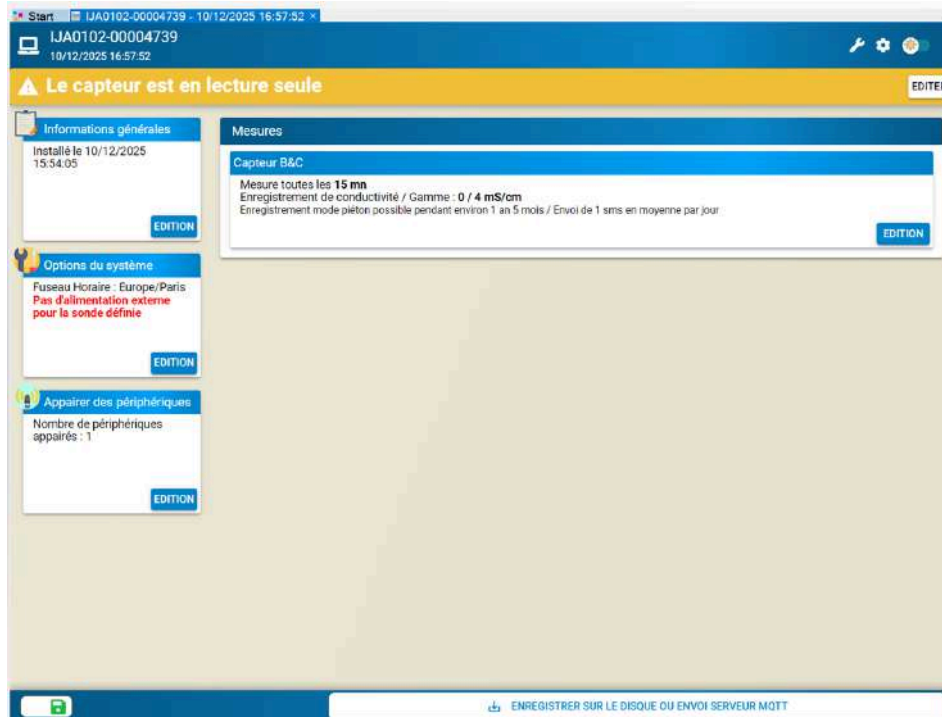 Start IJA0102-00004739 - 10/12/2025 16:57:52 ×
IJA0102-00004739
10/12/2025 16:57:52
Le capteur est en lecture seule
EDITER
Informations générales
Installé le 10/12/2025
15:54:05
EDITION
Options du système
Fuseau Horaire : Europe/Paris
Pas d'alimentation externe
pour la sonde définie
EDITION
Appairer des périphériques
Nombre de périphériques
appairés : 1
EDITION
Mesures
Capteur B&C
Mesure toutes les 15 mn
Enregistrement de conductivité / Gamme : 0 / 4 mS/cm
Enregistrement mode piéton possible pendant environ 1 an 5 mois / Envoi de 1 sms en moyenne par jour
EDITION
ENREGISTRER SUR LE DISQUE OU ENVOI SERVEUR MQTT